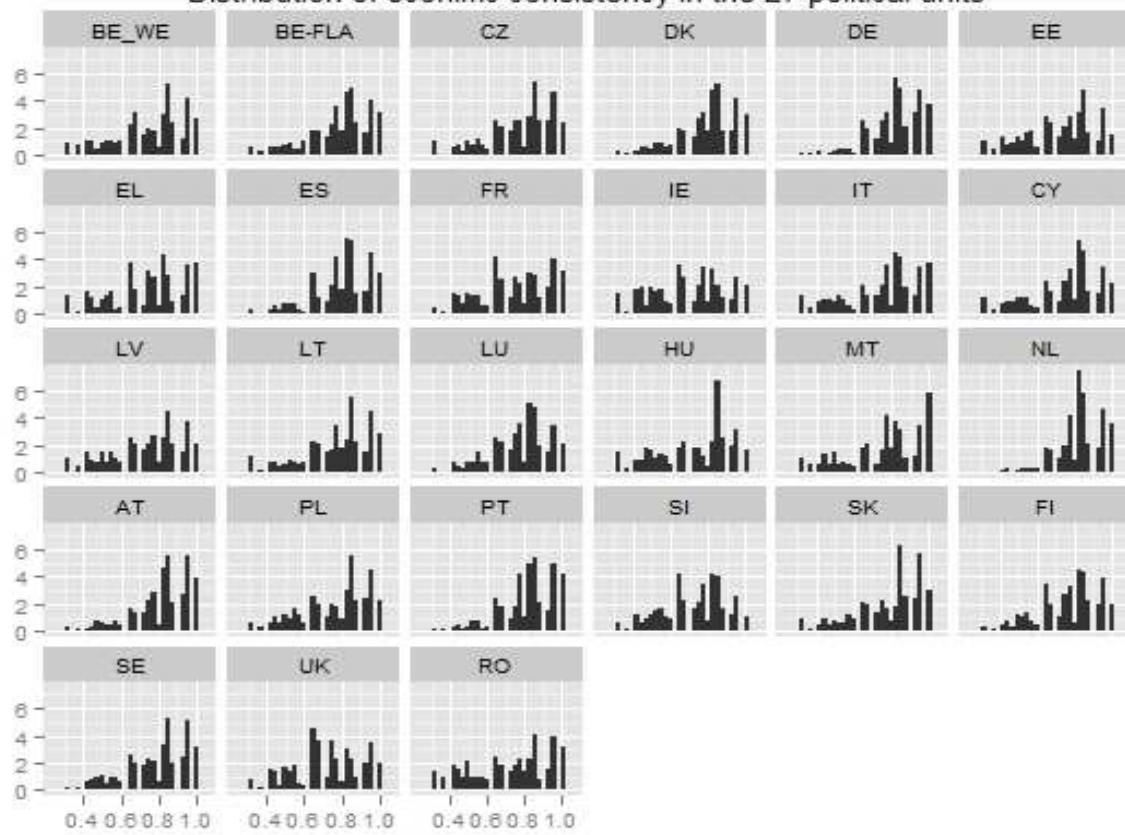 Distribution of consistency in the 27 political units
BE_WE BE-FLA CZ DK DE EE
6
4
2
0
EL ES FR IE IT CY
6
4
2
0
LV LT LU HU MT NL
6
4
2
0
AT PL PT SI SK FI
6
4
2
0
SE UK RO
6
4
2
0
0.4 0.6 0.8 1.0 0.4 0.6 0.8 1.0 0.4 0.6 0.8 1.0